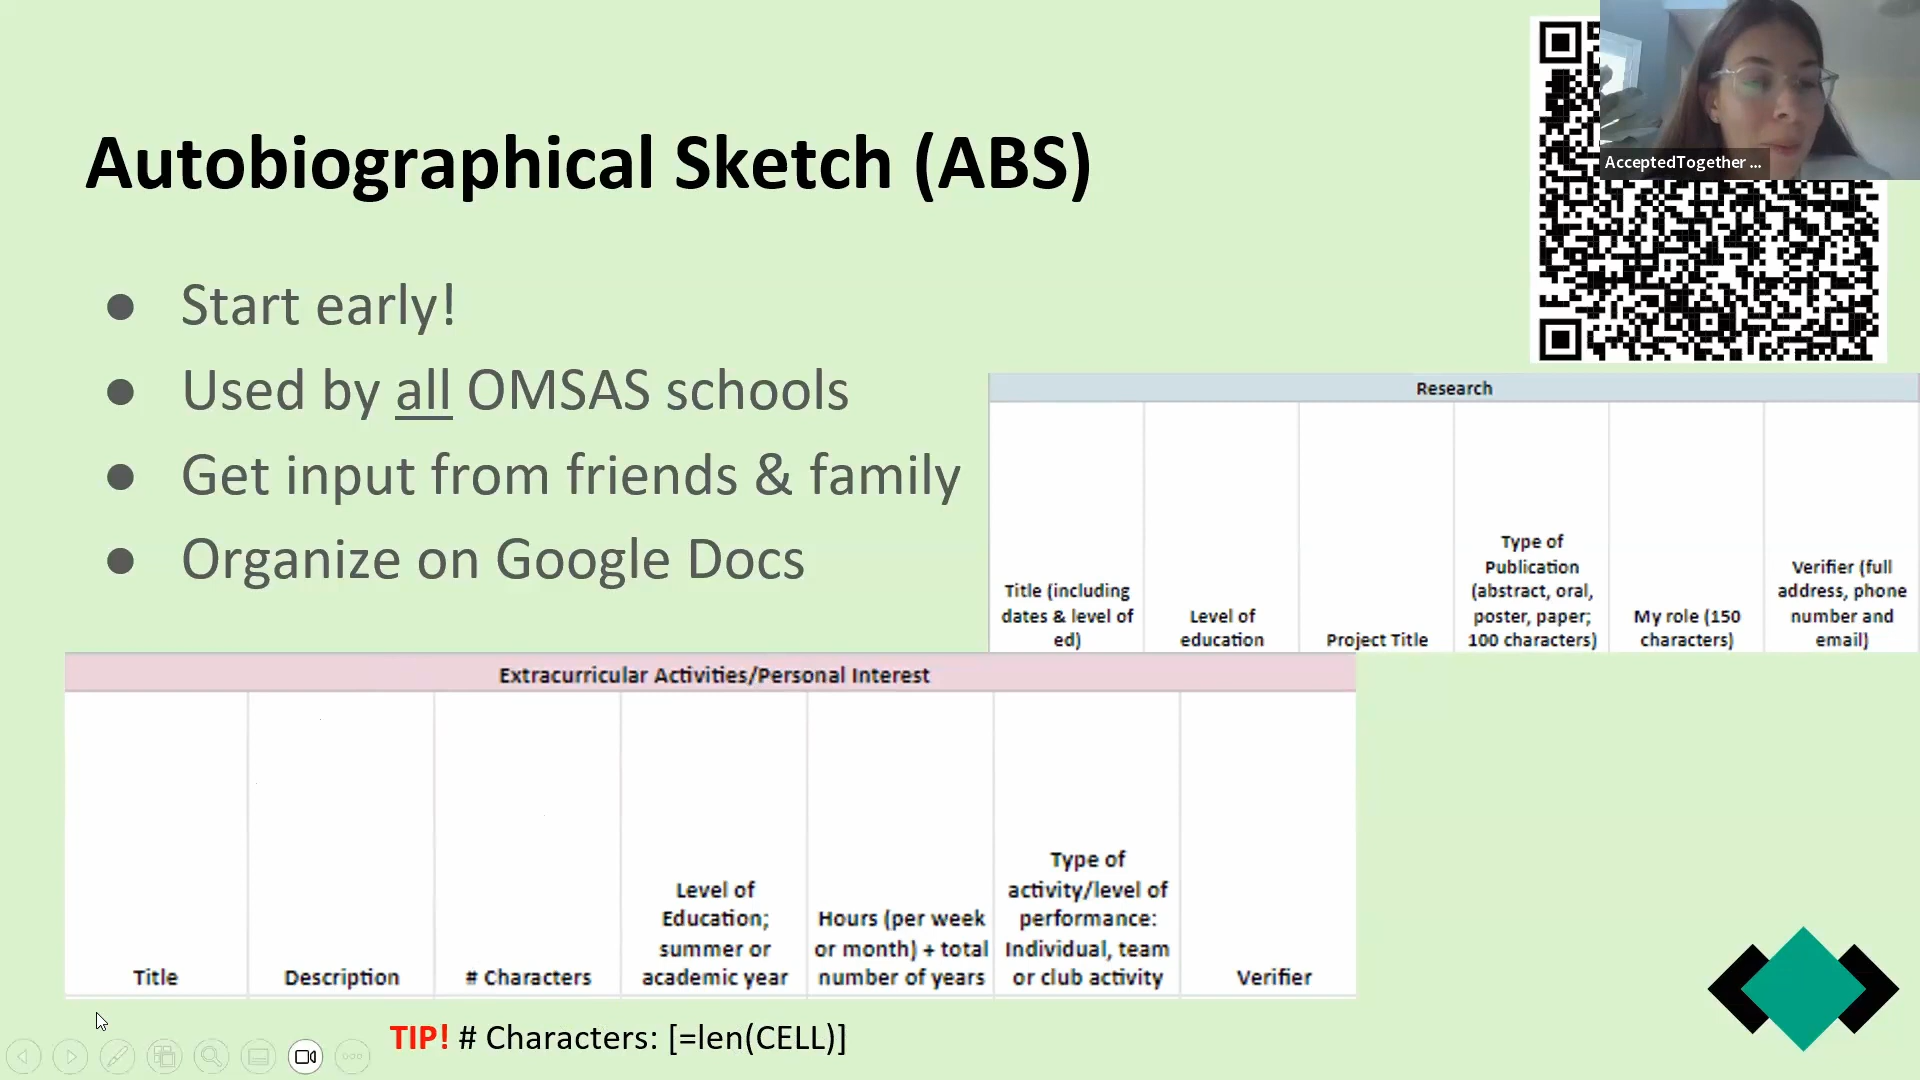 Autobiographical Sketch (ABS)
AcceptedTogether ...
● Start early!
● Used by all OMSAS schools
● Get input from friends & family
● Organize on Google Docs
Research
Title (including
dates & level of
ed)
Level of
education
Project Title
Type of
Publication
(abstract, oral,
poster, paper;
100 characters)
My role (150
characters)
Verifier (full
address, phone
number and
email)
Extracurricular Activities/Personal Interest
Title
Description
# Characters
Level of
Education;
summer or
academic year
Hours (per week
or month) + total
number of years
Type of
activity/level of
performance:
Individual, team
or club activity
Verifier
TIP! # Characters: [=len(CELL)]